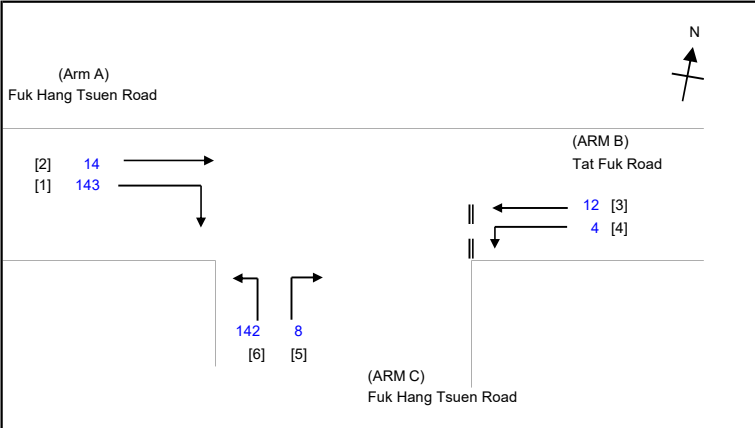 N
(Arm A)
Fuk Hang Tsuen Road
(ARM B)
Tat Fuk Road
[2] 14
[1] 143
12 [3]
4 [4]
142 8
[6] [5]
(ARM C)
Fuk Hang Tsuen Road